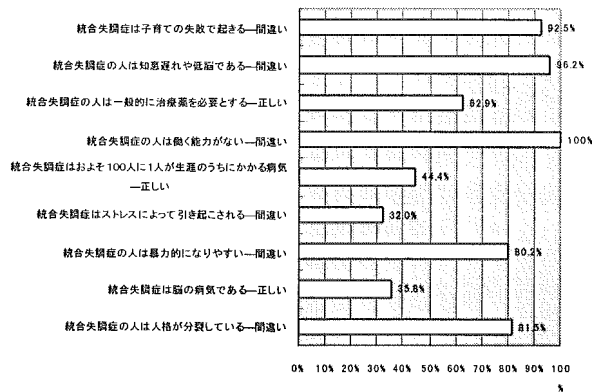 統合失調症は子育ての失敗で起きる―間違い
92.5%
統合失調症の人は知恵遅れや低脳である―間違い
96.2%
統合失調症の人は一般的に治療薬を必要とする―正しい
62.9%
統合失調症の人は働く能力がない―間違い
100%
統合失調症はおよそ100人に1人が生涯のうちにかかる病気
―正しい
44.4%
統合失調症はストレスによって引き起こされる―間違い
32.0%
統合失調症の人は暴力的になりやすい―間違い
80.2%
統合失調症は脳の病気である―正しい
35.8%
統合失調症の人は人格が分裂している―間違い
81.5%
0% 10% 20% 30% 40% 50% 60% 70% 80% 90% 100
%